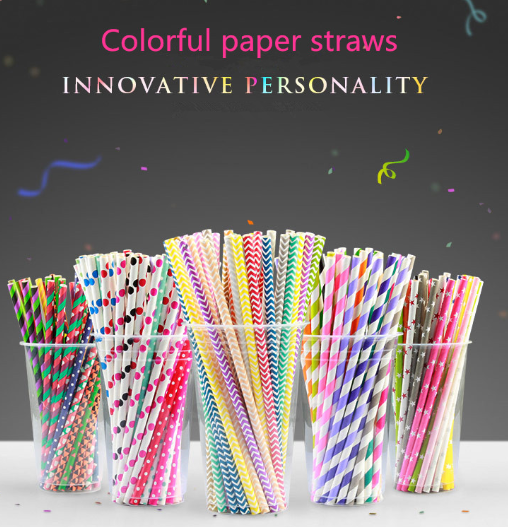 Colorful paper straws
INNOVATIVE PERSONALITY